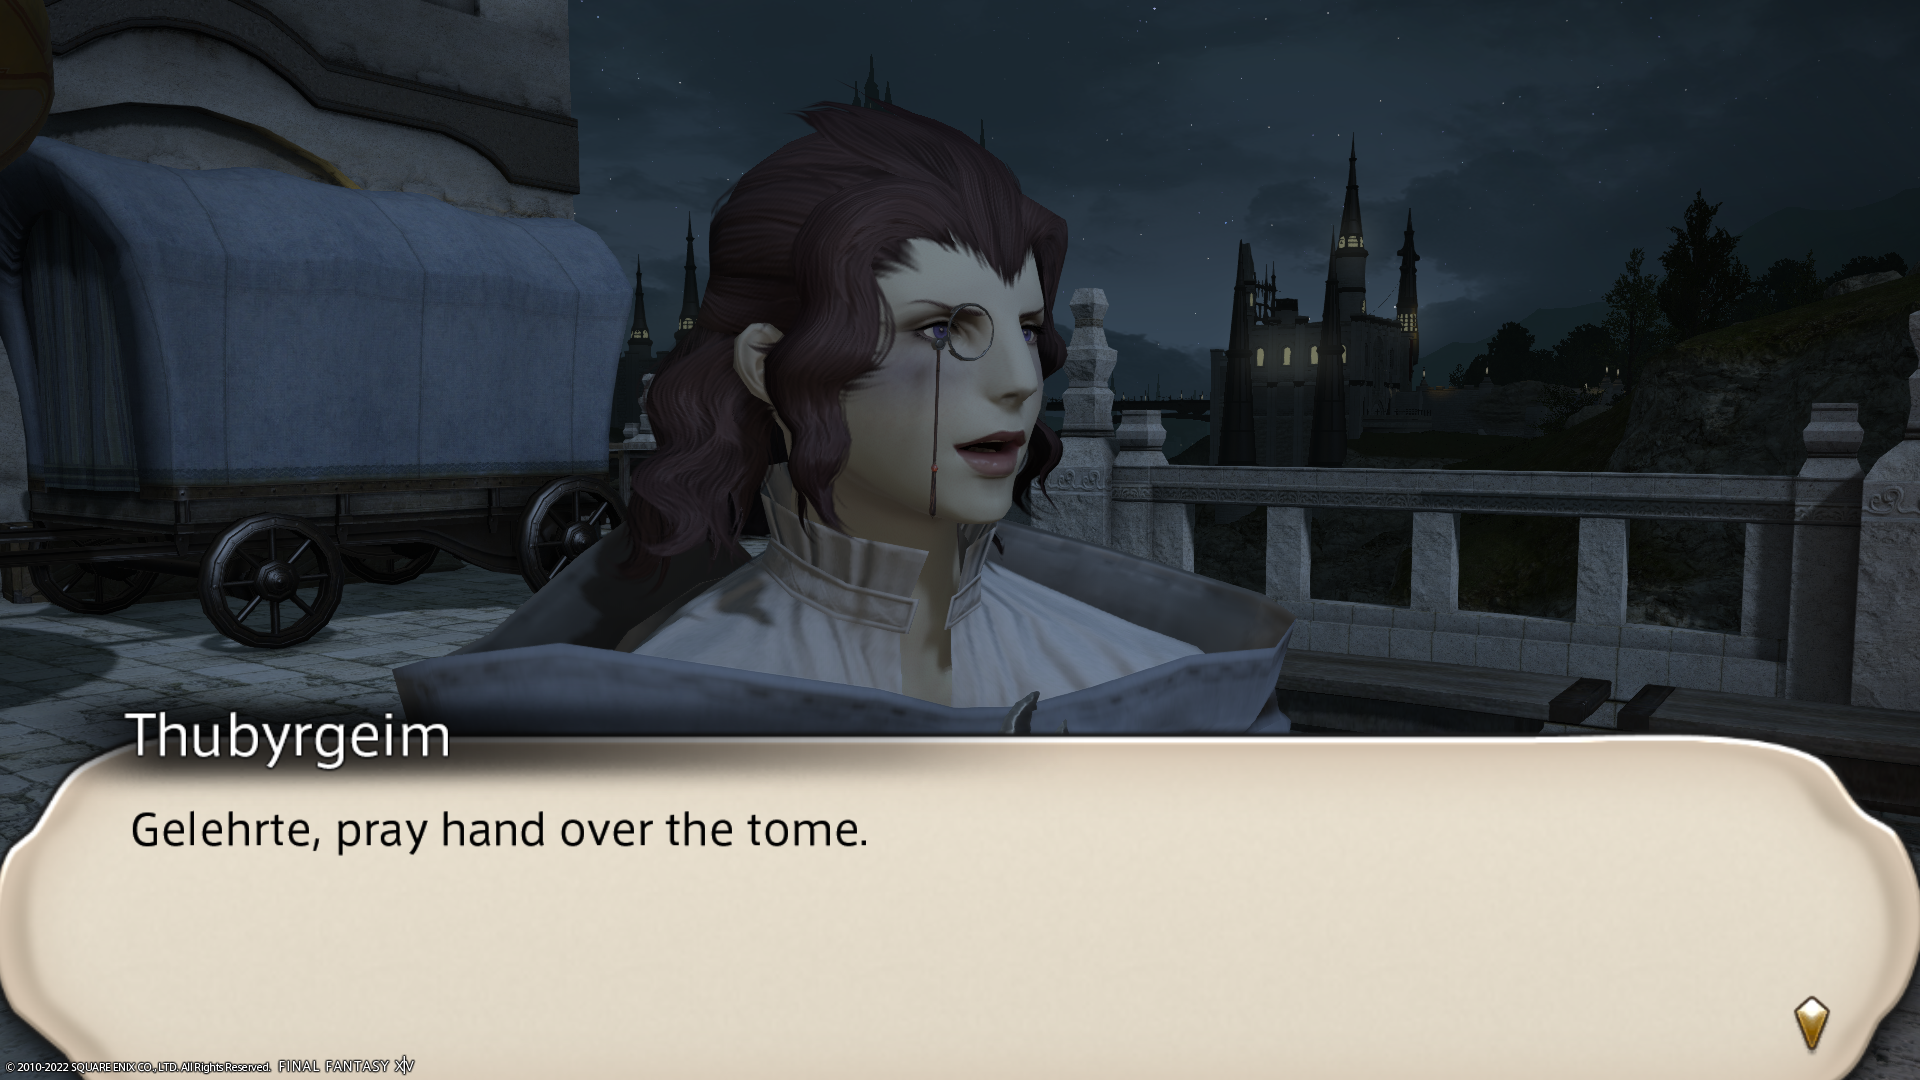 Thubyrgeim
Gelehrte, pray hand over the tome.
© 2010-2022 SQUARE ENIX CO., LTD. All Rights Reserved. FINAL FANTASY XIV